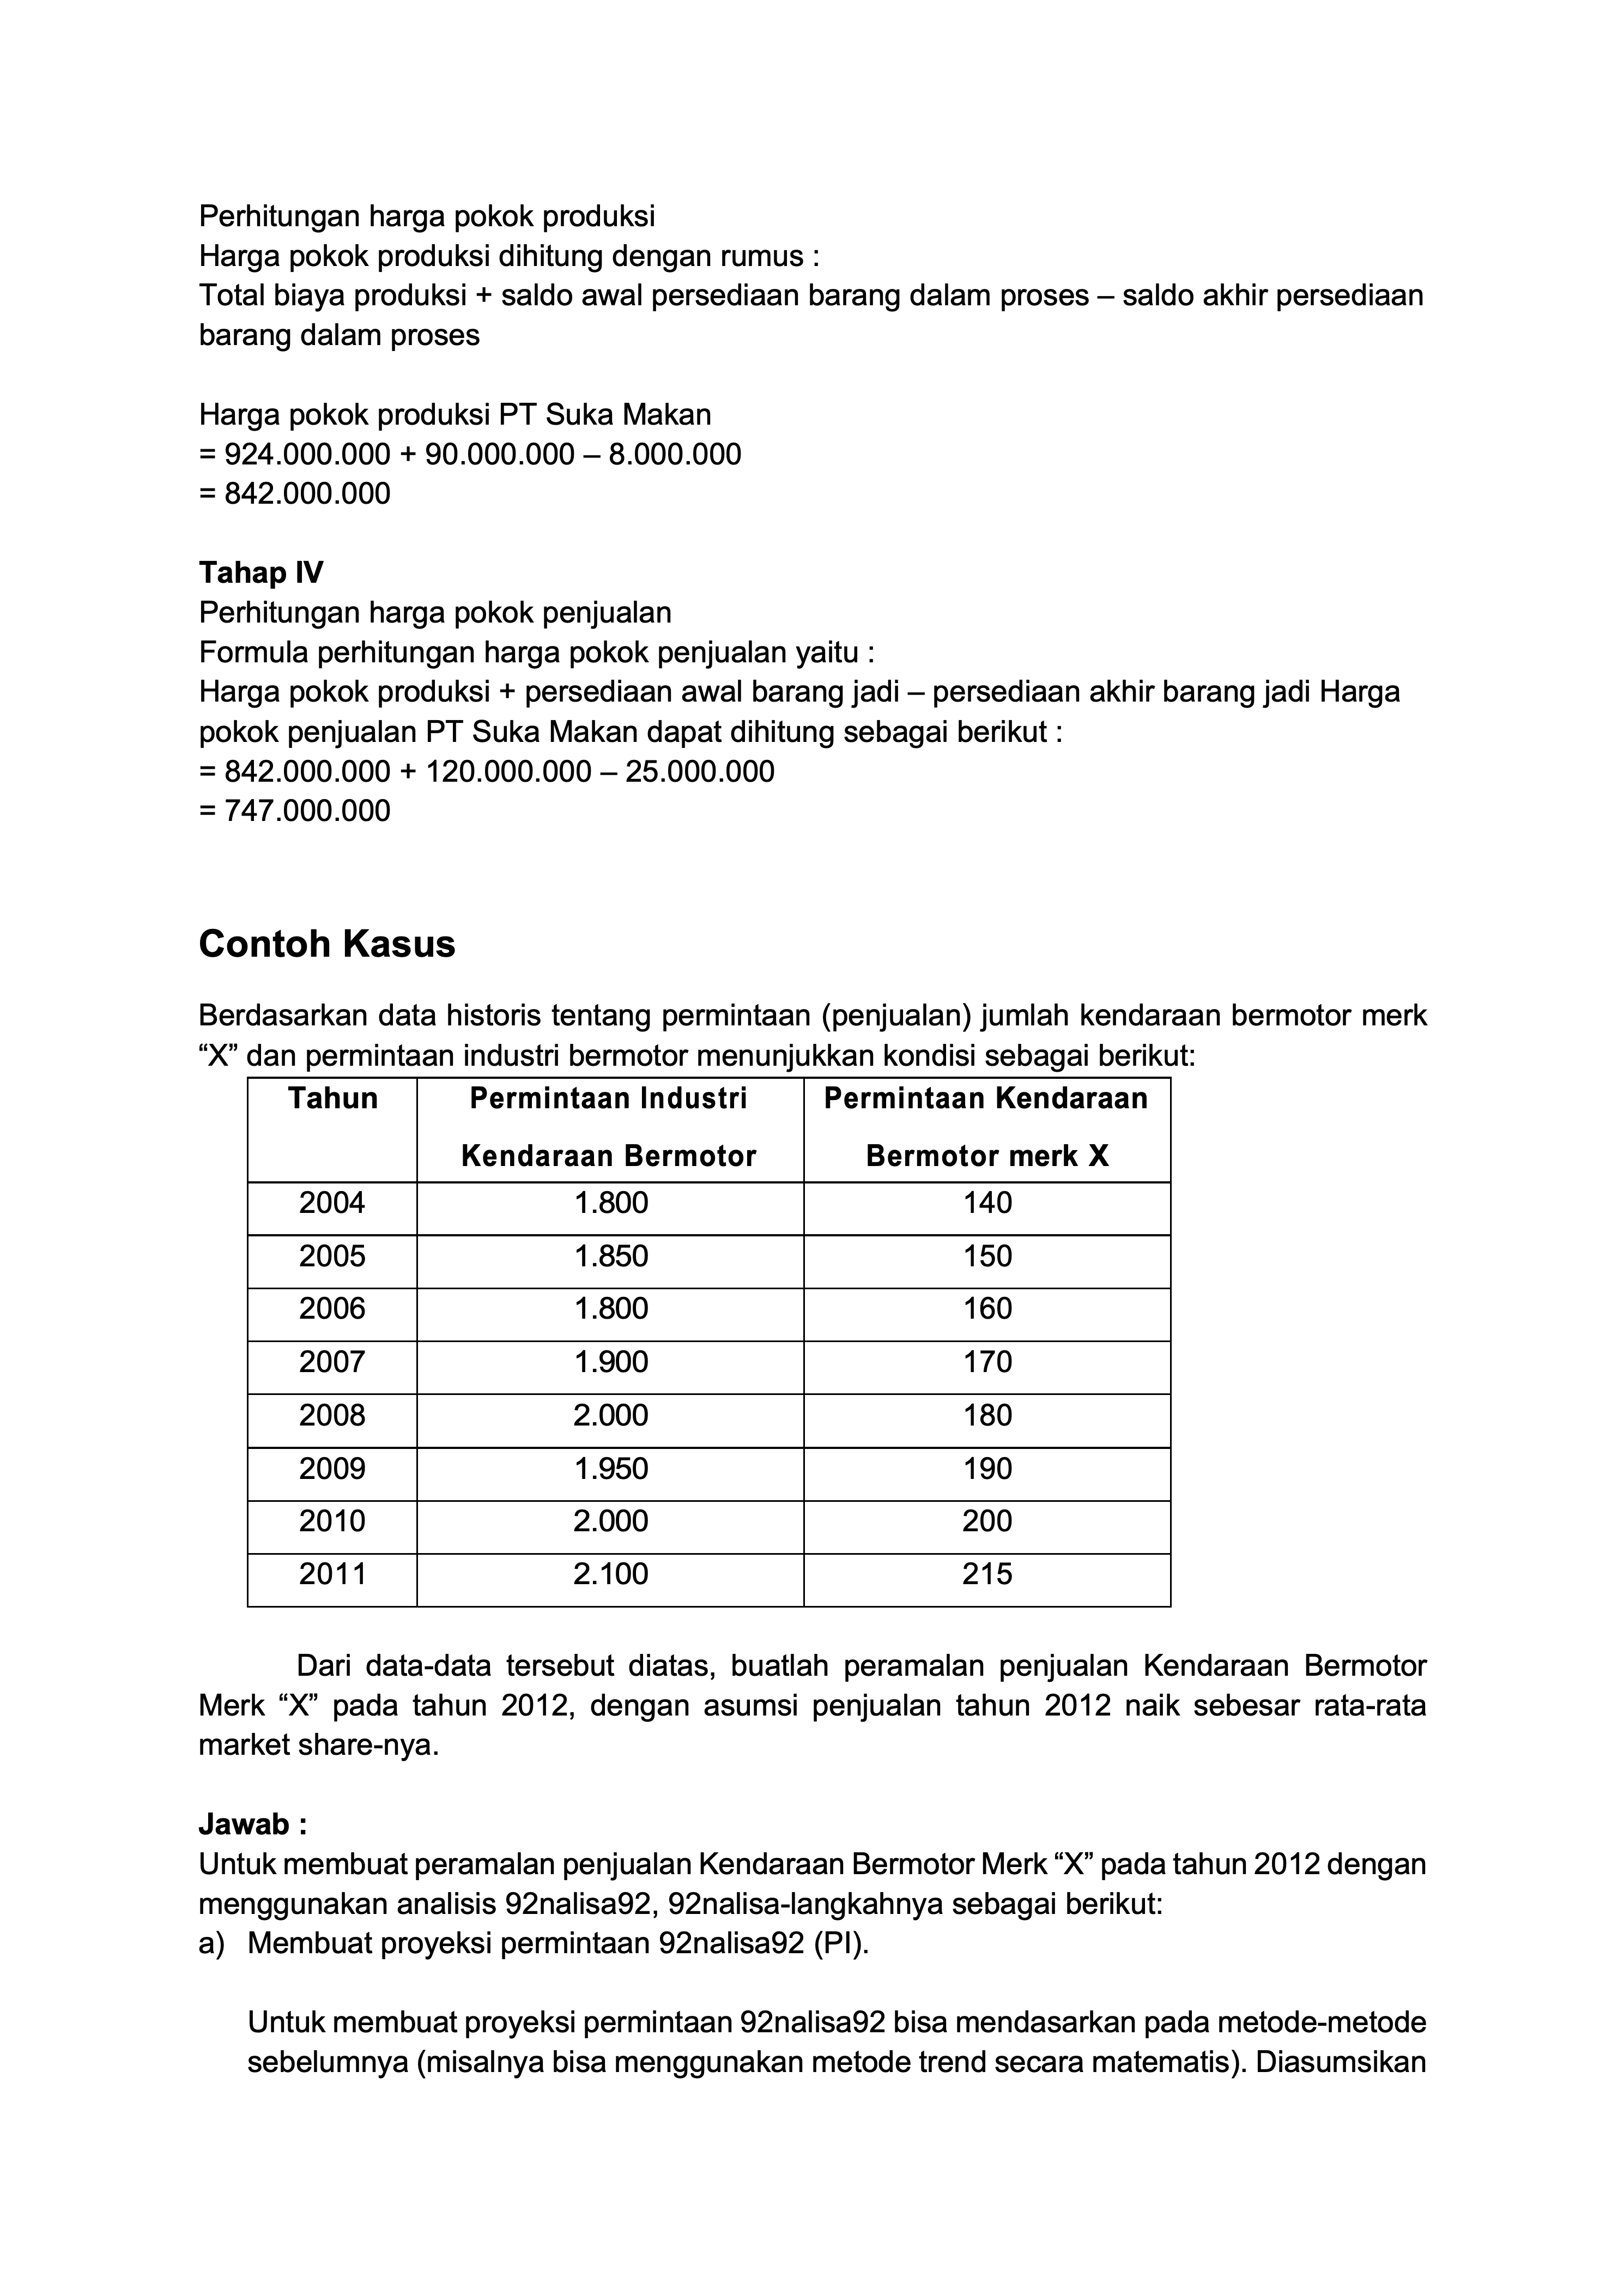 Perhitungan harga pokok produksi
Harga pokok produksi dihitung dengan rumus :
Total biaya produksi + saldo awal persediaan barang dalam proses – saldo akhir persediaan
barang dalam proses
Harga pokok produksi PT Suka Makan
= 924.000.000 + 90.000.000 – 8.000.000
= 842.000.000
Tahap IV
Perhitungan harga pokok penjualan
Formula perhitungan harga pokok penjualan yaitu :
Harga pokok produksi + persediaan awal barang jadi – persediaan akhir barang jadi Harga
pokok penjualan PT Suka Makan dapat dihitung sebagai berikut :
= 842.000.000 + 120.000.000 – 25.000.000
= 747.000.000
Contoh Kasus
Berdasarkan data historis tentang permintaan (penjualan) jumlah kendaraan bermotor merk
“X” dan permintaan industri bermotor menunjukkan kondisi sebagai berikut:
Tahun Permintaan Industri Permintaan Kendaraan
Kendaraan Bermotor Bermotor merk X
2004 1.800 140
2005 1.850 150
2006 1.800 160
2007 1.900 170
2008 2.000 180
2009 1.950 190
2010 2.000 200
2011 2.100 215
Dari data-data tersebut diatas, buatlah peramalan penjualan Kendaraan Bermotor
Merk “X” pada tahun 2012, dengan asumsi penjualan tahun 2012 naik sebesar rata-rata
market share-nya.
Jawab :
Untuk membuat peramalan penjualan Kendaraan Bermotor Merk “X” pada tahun 2012 dengan
menggunakan analisis 92nalisa92, 92nalisa-langkahnya sebagai berikut:
a) Membuat proyeksi permintaan 92nalisa92 (PI).
Untuk membuat proyeksi permintaan 92nalisa92 bisa mendasarkan pada metode-metode
sebelumnya (misalnya bisa menggunakan metode trend secara matematis). Diasumsikan